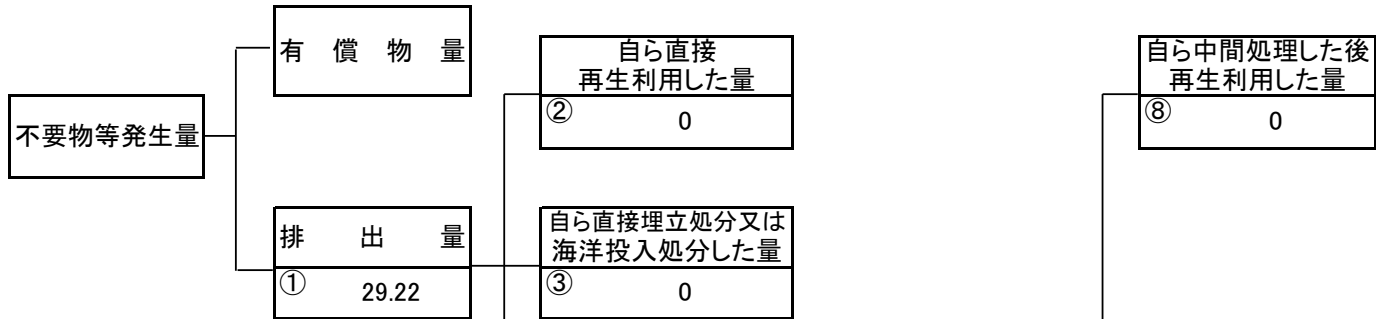 有償物量
自ら直接
再生利用した量
② 0
自ら中間処理した後
再生利用した量
⑧ 0
不要物等発生量
排出量
① 29.22
自ら直接埋立処分又は
海洋投入処分した量
③ 0